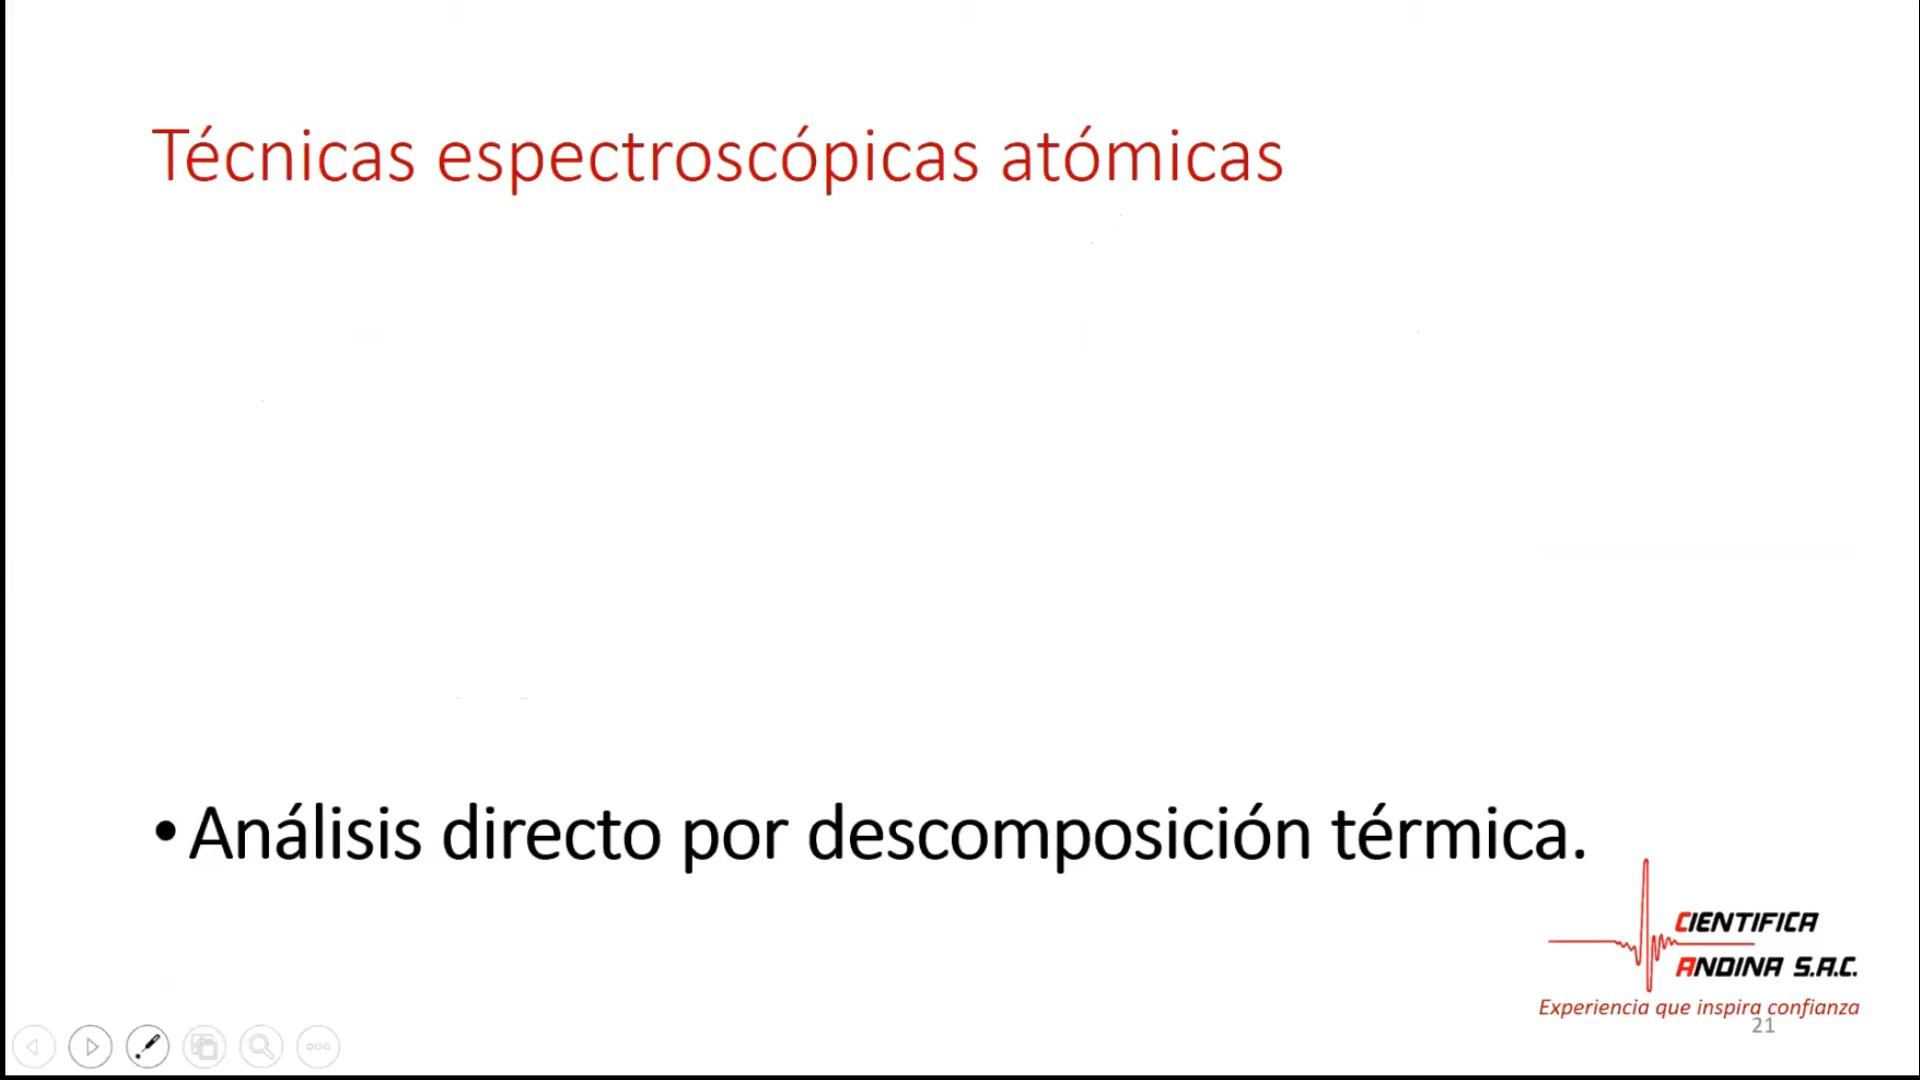 Técnicas espectroscópicas atómicas
• Análisis directo por descomposición térmica.
CIENTIFICA
ANDINA S.A.C.
Experiencia que inspira confianza
21